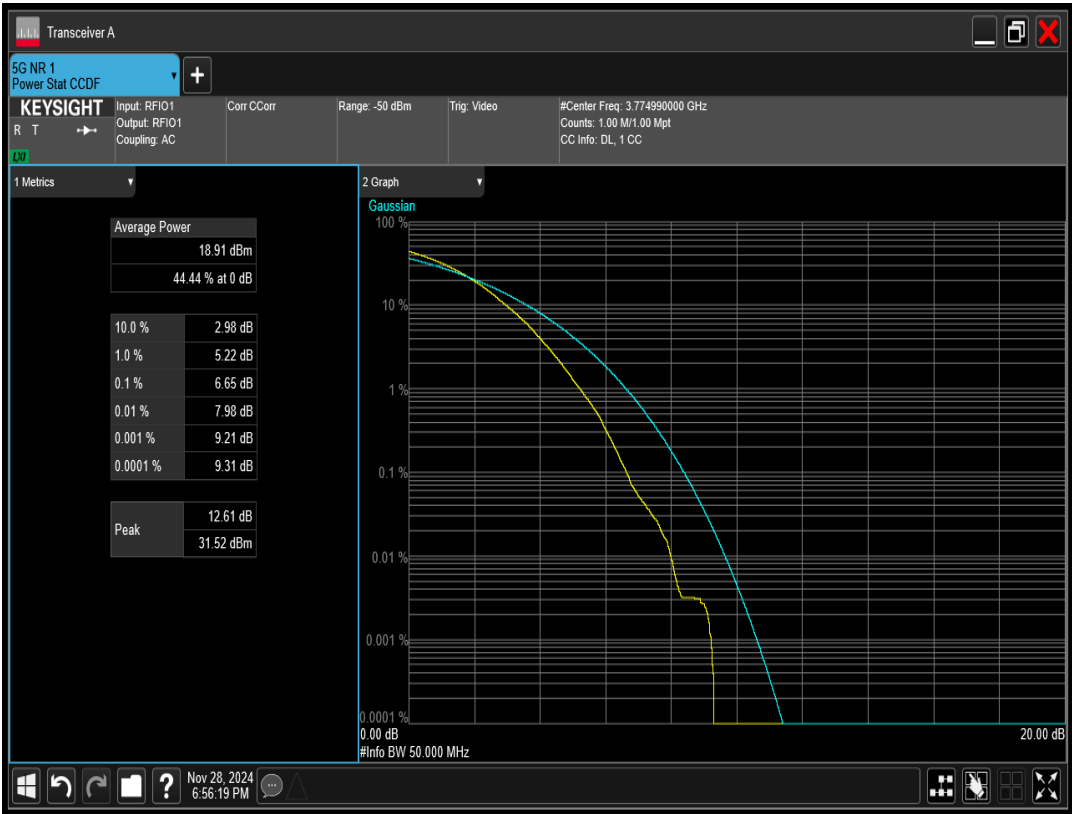 Transceiver A
5G NR 1
Power Stat CCDF
KEYSIGHT
R T
LXI
Input: RFIO1
Output: RFIO1
Coupling: AC
Corr CCorr
Range: -50 dBm
Trig: Video
#Center Freq: 3.774990000 GHz
Counts: 1.00 M/1.00 Mpt
CC Info: DL, 1 CC
1 Metrics
Average Power
18.91 dBm
44.44 % at 0 dB
10.0 % 2.98 dB
1.0 % 5.22 dB
0.1 % 6.65 dB
0.01 % 7.98 dB
0.001 % 9.21 dB
0.0001 % 9.31 dB
Peak
12.61 dB
31.52 dBm
2 Graph
Gaussian
100 %
10 %
1 %
0.1 %
0.01 %
0.001 %
0.0001 %
0.00 dB 20.00 dB
#Info BW 50.000 MHz
?
Nov 28, 2024
6:56:19 PM